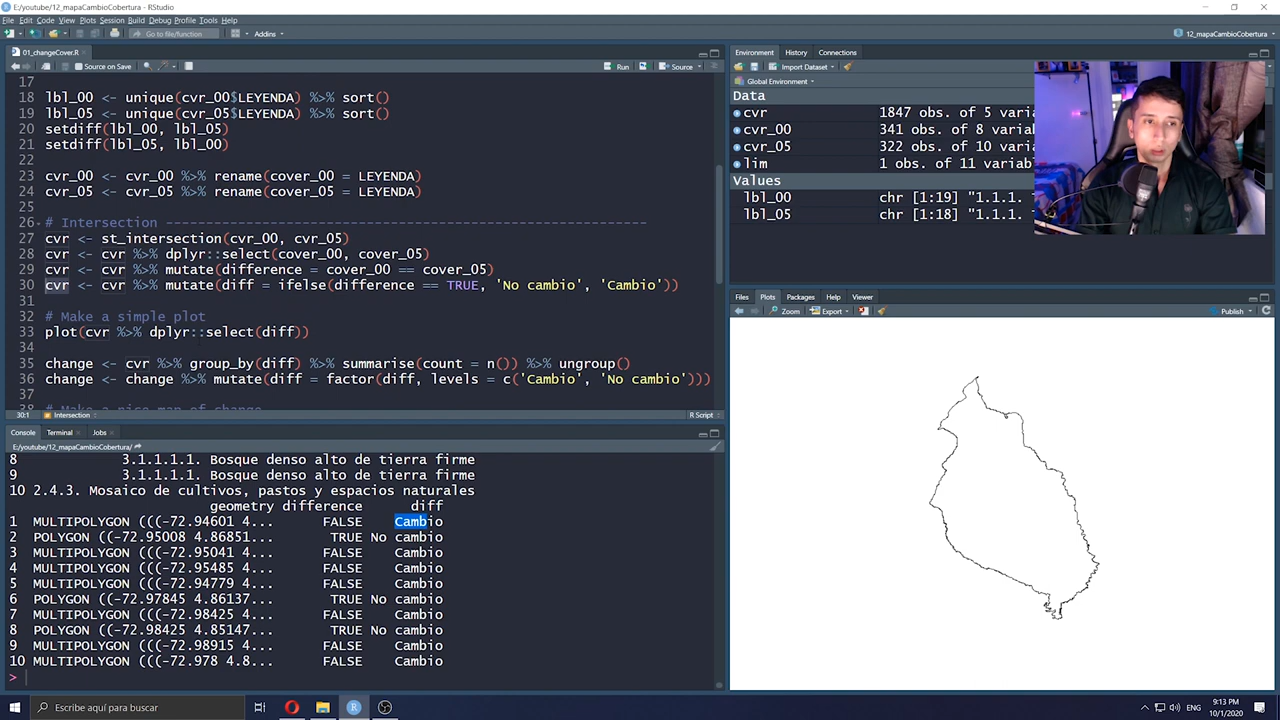 E:/youtube/12_mapaCambioCobertura - RStudio
File Edit Code View Plots Session Build Debug Profile Tools Help
Go to file/function
Addins
12_mapaCambioCobertura
01_changeCover.R
Source on Save
Run
Source
17
18 lbl_00 <- unique(cvr_00$LEYENDA) %>% sort()
19 lbl_05 <- unique(cvr_05$LEYENDA) %>% sort()
20 setdiff(lbl_00, lbl_05)
21 setdiff(lbl_05, lbl_00)
22
23 cvr_00 <- cvr_00 %>% rename(cover_00 = LEYENDA)
24 cvr_05 <- cvr_05 %>% rename(cover_05 = LEYENDA)
25
26 # Intersection ----------------------------------------------------------
27 cvr <- st_intersection(cvr_00, cvr_05)
28 cvr <- cvr %>% dplyr::select(cover_00, cover_05)
29 cvr <- cvr %>% mutate(difference = cover_00 == cover_05)
30 cvr <- cvr %>% mutate(diff = ifelse(difference == TRUE, 'No cambio', 'Cambio'))
31
32 # Make a simple plot
33 plot(cvr %>% dplyr::select(diff))
34
35 change <- cvr %>% group_by(diff) %>% summarise(count = n()) %>% ungroup()
36 change <- change %>% mutate(diff = factor(diff, levels = c('Cambio', 'No cambio')))
37
30:1
Intersection
R Script
Console Terminal Jobs
E:/youtube/12_mapaCambioCobertura/
8 3.1.1.1.1. Bosque denso alto de tierra firme
9 3.1.1.1.1. Bosque denso alto de tierra firme
10 2.4.3. Mosaico de cultivos, pastos y espacios naturales
geometry difference diff
1 MULTIPOLYGON (((-72.94601 4... FALSE Cambio
2 POLYGON ((-72.95008 4.86851... TRUE No cambio
3 MULTIPOLYGON (((-72.95041 4... FALSE Cambio
4 MULTIPOLYGON (((-72.95485 4... FALSE Cambio
5 MULTIPOLYGON (((-72.94779 4... FALSE Cambio
6 POLYGON ((-72.97845 4.86137... TRUE No cambio
7 MULTIPOLYGON (((-72.98425 4... FALSE Cambio
8 POLYGON ((-72.98425 4.85147... TRUE No cambio
9 MULTIPOLYGON (((-72.98915 4... FALSE Cambio
10 MULTIPOLYGON (((-72.978 4.8... FALSE Cambio
>
Environment History Connections
Import Dataset
Global Environment
Data
cvr 1847 obs. of 5 variab
cvr_00 341 obs. of 8 variab
cvr_05 322 obs. of 10 varia
lim 1 obs. of 11 variab
Values
lbl_00 chr [1:19] "1.1.1.
lbl_05 chr [1:18] "1.1.1.
Files Plots Packages Help Viewer
Zoom Export Publish
Escribe aquí para buscar
ENG
9:13 PM
10/1/2020